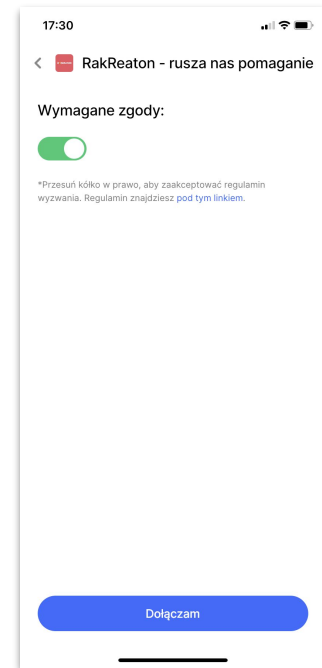 17:30
RakReaton - rusza nas pomaganie
Wymagane zgody:
*Przesuń kółko w prawo, aby zaakceptować regulamin
wyzwania. Regulamin znajdziesz pod tym linkiem.
Dołączam